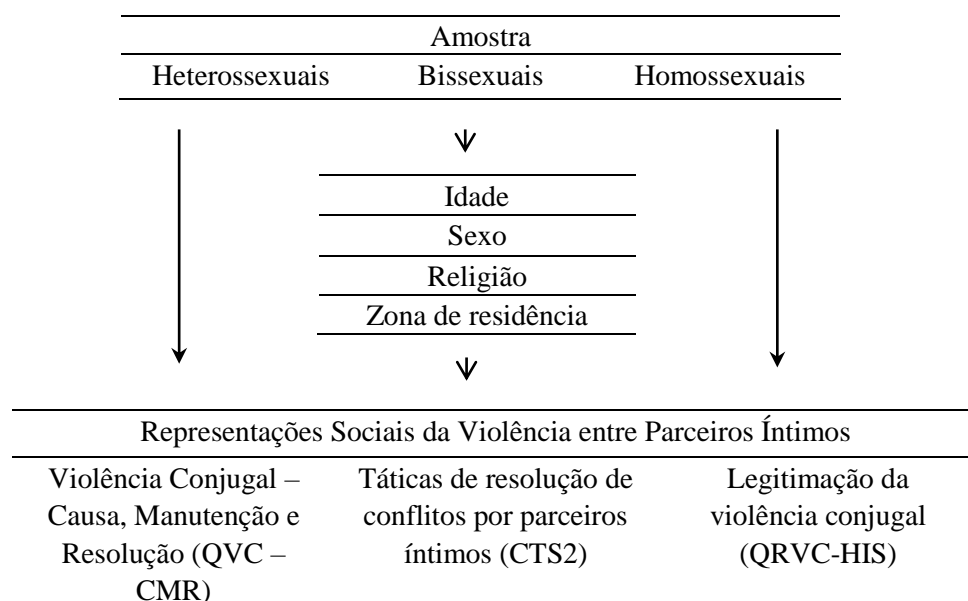 Amostra
Heterossexuais Bissexuais Homossexuais
Idade
Sexo
Religião
Zona de residência
Representações Sociais da Violência entre Parceiros Íntimos
Violência Conjugal –
Causa, Manutenção e
Resolução (QVC –
CMR)
Táticas de resolução de
conflitos por parceiros
íntimos (CTS2)
Legitimação da
violência conjugal
(QRVC-HIS)